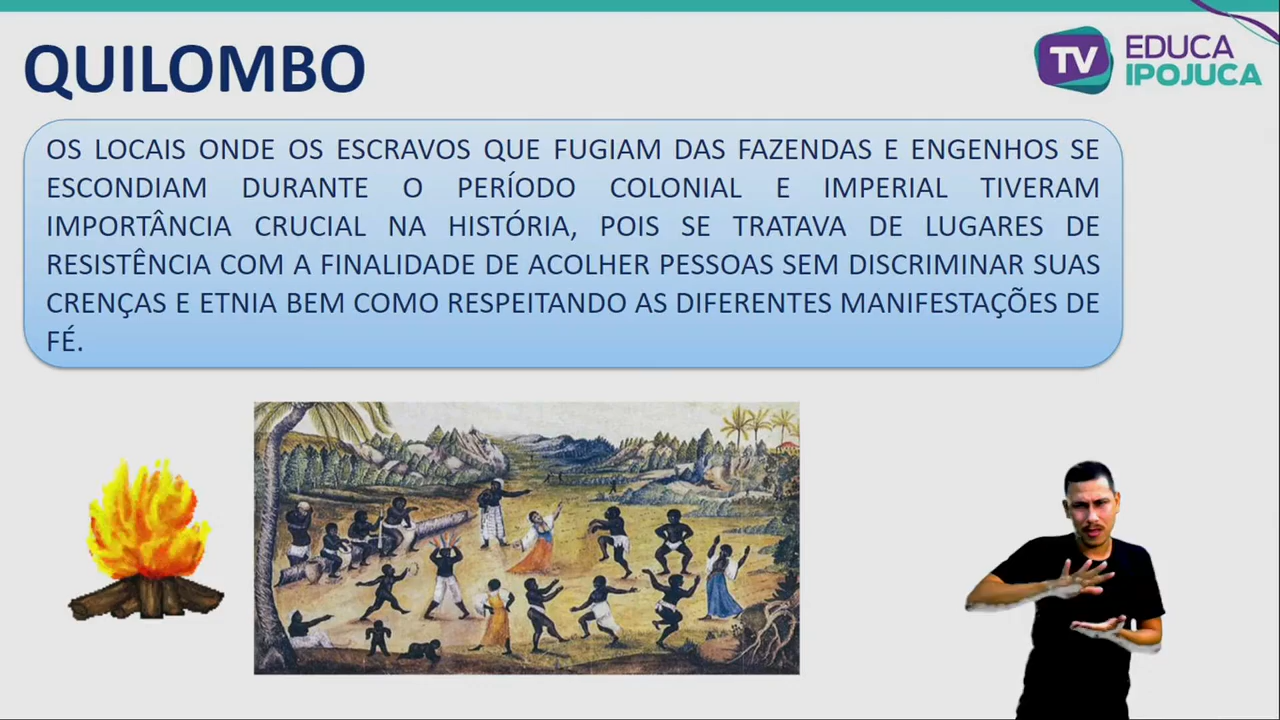 QUILOMBO
TV EDUCA
IPOJUCA
OS LOCAIS ONDE OS ESCRAVOS QUE FUGIAM DAS FAZENDAS E ENGENHOS SE
ESCONDIAM DURANTE O PERÍODO COLONIAL E IMPERIAL TIVERAM
IMPORTÂNCIA CRUCIAL NA HISTÓRIA, POIS SE TRATAVA DE LUGARES DE
RESISTÊNCIA COM A FINALIDADE DE ACOLHER PESSOAS SEM DISCRIMINAR SUAS
CRENÇAS E ETNIA BEM COMO RESPEITANDO AS DIFERENTES MANIFESTAÇÕES DE
FÉ.